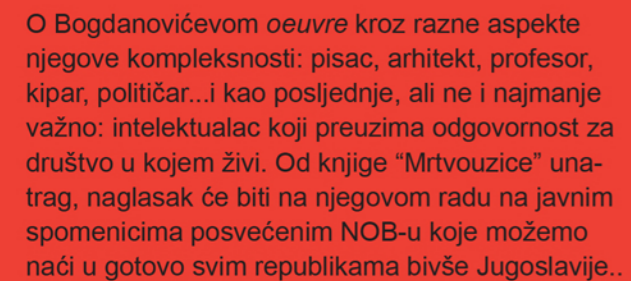 O Bogdanovićevom oeuvre kroz razne aspekte
njegove kompleksnosti: pisac, arhitekt, profesor,
kipar, političar...i kao posljednje, ali ne i najmanje
važno: intelektualac koji preuzima odgovornost za
društvo u kojem živi. Od knjige “Mrtvouzice” una-
trag, naglasak će biti na njegovom radu na javnim
spomenicima posvećenim NOB-u koje možemo
naći u gotovo svim republikama bivše Jugoslavije..